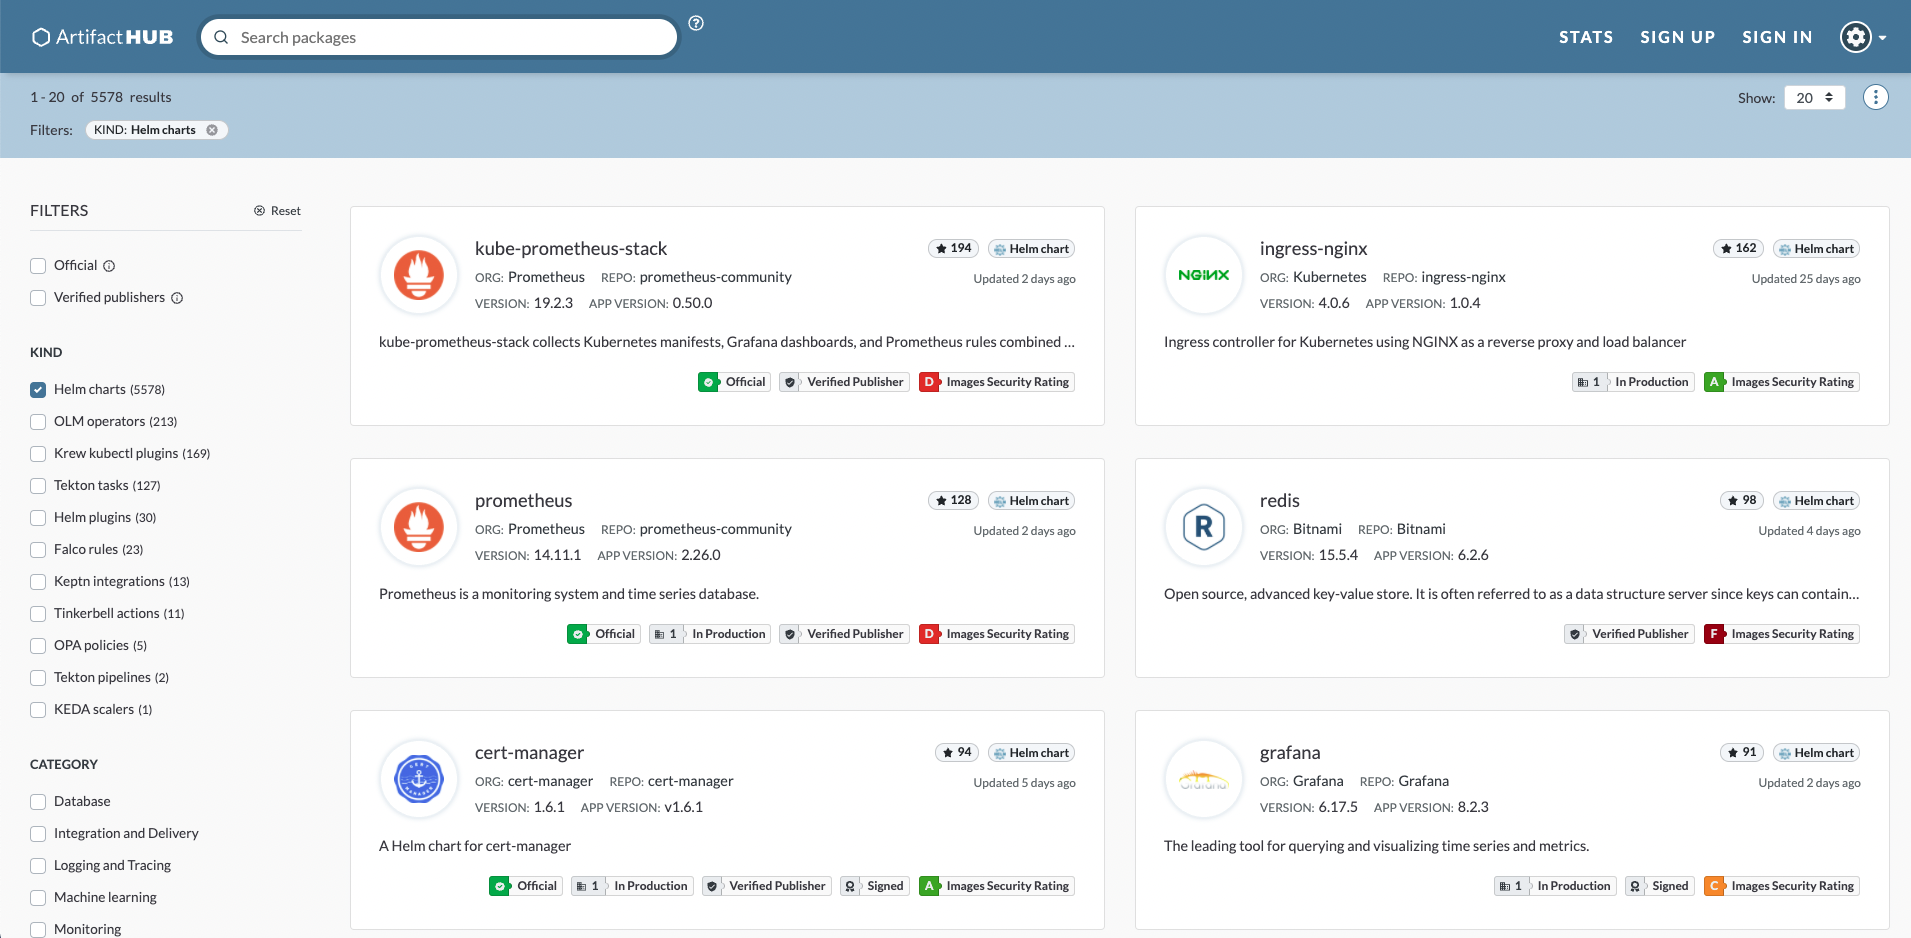 ArtifactHUB
Search packages
STATS SIGN UP SIGN IN
1 - 20 of 5578 results
Show: 20
Filters: KIND: Helm charts
FILTERS
Reset
Official
Verified publishers
KIND
Helm charts (5578)
OLM operators (213)
Krew kubectl plugins (169)
Tekton tasks (127)
Helm plugins (30)
Falco rules (23)
Keptn integrations (13)
Tinkerbell actions (11)
OPA policies (5)
Tekton pipelines (2)
KEDA scalers (1)
CATEGORY
Database
Integration and Delivery
Logging and Tracing
Machine learning
Monitoring
kube-prometheus-stack
194 Helm chart
ORG: Prometheus REPO: prometheus-community
Updated 2 days ago
VERSION: 19.2.3 APP VERSION: 0.50.0
kube-prometheus-stack collects Kubernetes manifests, Grafana dashboards, and Prometheus rules combined ...
Official Verified Publisher D Images Security Rating
NGINX
ingress-nginx
162 Helm chart
ORG: Kubernetes REPO: ingress-nginx
Updated 25 days ago
VERSION: 4.0.6 APP VERSION: 1.0.4
Ingress controller for Kubernetes using NGINX as a reverse proxy and load balancer
1 In Production A Images Security Rating
prometheus
128 Helm chart
ORG: Prometheus REPO: prometheus-community
Updated 2 days ago
VERSION: 14.11.1 APP VERSION: 2.26.0
Prometheus is a monitoring system and time series database.
Official 1 In Production Verified Publisher D Images Security Rating
R
redis
98 Helm chart
ORG: Bitnami REPO: Bitnami
Updated 4 days ago
VERSION: 15.5.4 APP VERSION: 6.2.6
Open source, advanced key-value store. It is often referred to as a data structure server since keys can contain...
Verified Publisher F Images Security Rating
CERT MANAGER
cert-manager
94 Helm chart
ORG: cert-manager REPO: cert-manager
Updated 5 days ago
VERSION: 1.6.1 APP VERSION: v1.6.1
A Helm chart for cert-manager
Official 1 In Production Verified Publisher Signed A Images Security Rating
Grafana
grafana
91 Helm chart
ORG: Grafana REPO: Grafana
Updated 2 days ago
VERSION: 6.17.5 APP VERSION: 8.2.3
The leading tool for querying and visualizing time series and metrics.
1 In Production Signed C Images Security Rating